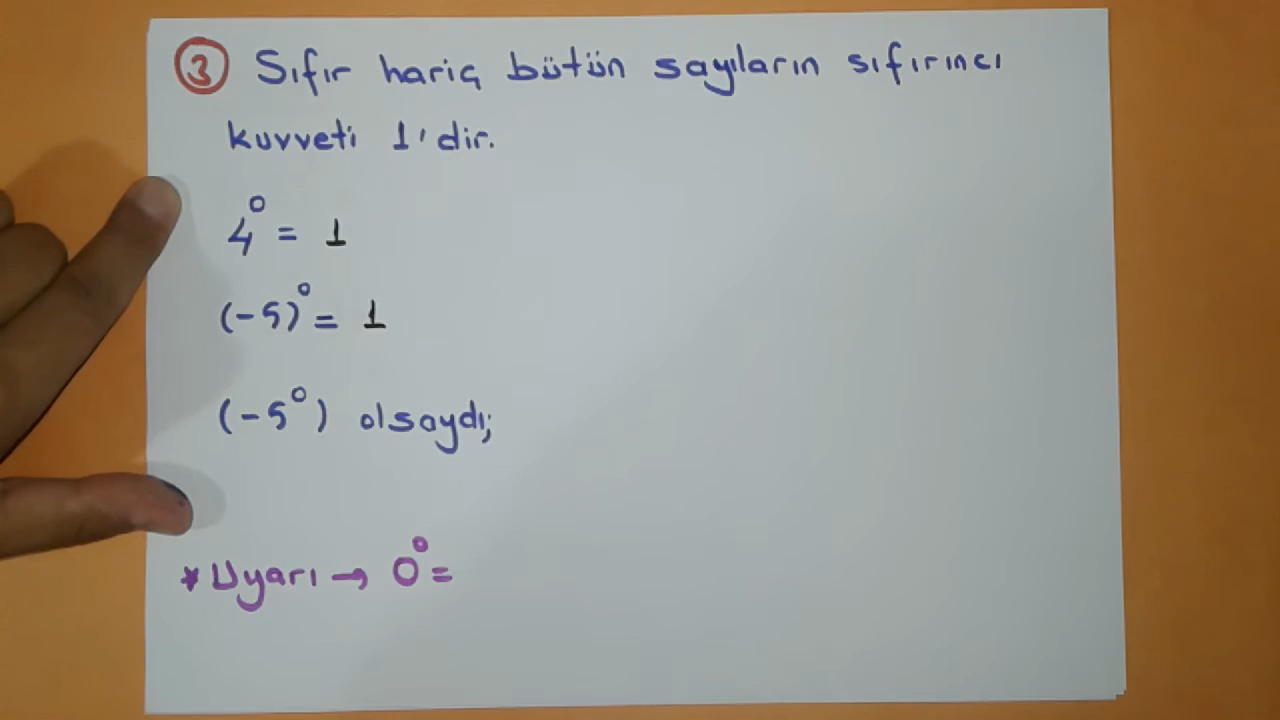 3 Sıfır hariç bütün sayıların sıfırıncı
kuvveti 1'dir.
4⁰ = 1
(-5)⁰ = 1
(-5⁰) olsaydı;
* Uyarı → 0⁰ =